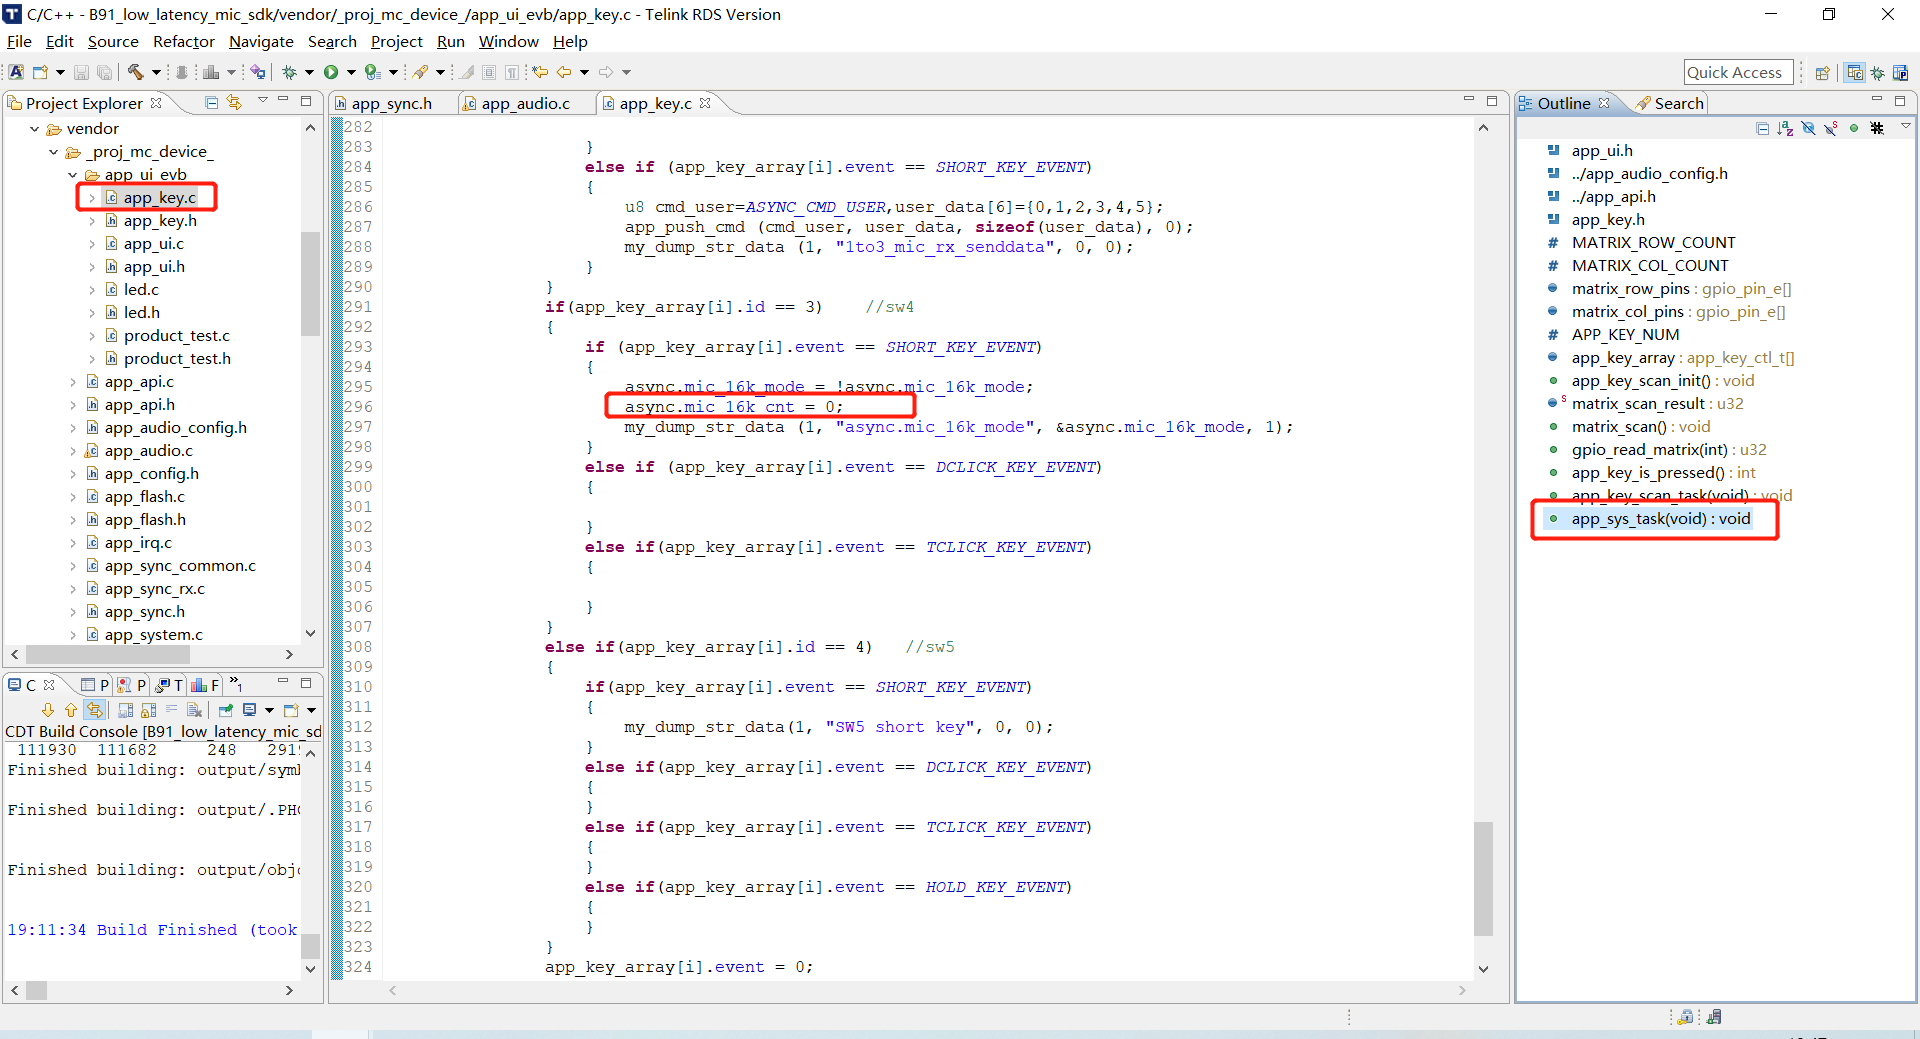 C/C++ - B91_low_latency_mic_sdk/vendor/_proj_mc_device_/app_ui_evb/app_key.c - Telink RDS Version
File Edit Source Refactor Navigate Search Project Run Window Help
Quick Access
Project Explorer
vendor
_proj_mc_device_
app_ui_evb
app_key.c
app_key.h
app_ui.c
app_ui.h
led.c
led.h
product_test.c
product_test.h
app_api.c
app_api.h
app_audio_config.h
app_audio.c
app_config.h
app_flash.c
app_flash.h
app_irq.c
app_sync_common.c
app_sync_rx.c
app_sync.h
app_system.c
C P P T F »1
CDT Build Console [B91_low_latency_mic_sd
111930 111682 248 2919
Finished building: output/symb
Finished building: output/.PHO
Finished building: output/obj
19:11:34 Build Finished (took
app_sync.h app_audio.c app_key.c
282
283 }
284 else if (app_key_array[i].event == SHORT_KEY_EVENT)
285 {
286 u8 cmd_user=ASYNC_CMD_USER,user_data[6]={0,1,2,3,4,5};
287 app_push_cmd (cmd_user, user_data, sizeof(user_data), 0);
288 my_dump_str_data (1, "1to3_mic_rx_senddata", 0, 0);
289 }
290 }
291 if(app_key_array[i].id == 3) //sw4
292 {
293 if (app_key_array[i].event == SHORT_KEY_EVENT)
294 {
295 async.mic_16k_mode = !async.mic_16k_mode;
296 async.mic_16k_cnt = 0;
297 my_dump_str_data (1, "async.mic_16k_mode", &async.mic_16k_mode, 1);
298 }
299 else if (app_key_array[i].event == DCLICK_KEY_EVENT)
300 {
301
302 }
303 else if(app_key_array[i].event == TCLICK_KEY_EVENT)
304 {
305
306 }
307 }
308 else if(app_key_array[i].id == 4) //sw5
309 {
310 if(app_key_array[i].event == SHORT_KEY_EVENT)
311 {
312 my_dump_str_data(1, "SW5 short key", 0, 0);
313 }
314 else if(app_key_array[i].event == DCLICK_KEY_EVENT)
315 {
316 }
317 else if(app_key_array[i].event == TCLICK_KEY_EVENT)
318 {
319 }
320 else if(app_key_array[i].event == HOLD_KEY_EVENT)
321 {
322 }
323 }
324 app_key_array[i].event = 0;
Outline Search
app_ui.h
../app_audio_config.h
../app_api.h
app_key.h
MATRIX_ROW_COUNT
MATRIX_COL_COUNT
matrix_row_pins : gpio_pin_e[]
matrix_col_pins : gpio_pin_e[]
APP_KEY_NUM
app_key_array : app_key_ctl_t[]
app_key_scan_init() : void
matrix_scan_result : u32
matrix_scan() : void
gpio_read_matrix(int) : u32
app_key_is_pressed() : int
app_key_scan_task(void) : void
app_sys_task(void) : void